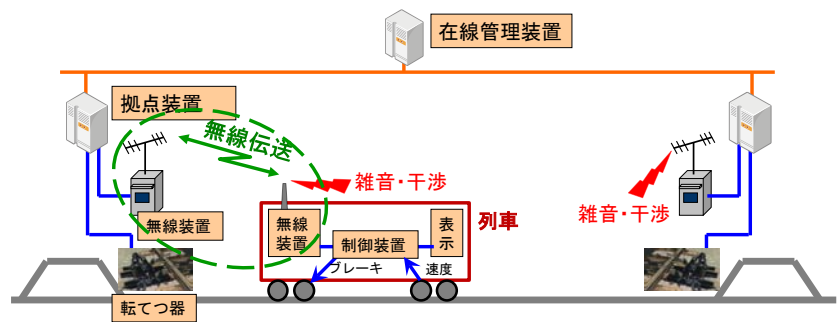 在線管理装置
拠点装置
無線伝送
雑音・干渉
雑音・干渉
無線装置
無線
装置
制御装置
表
示
列車
ブレーキ
速度
転てつ器